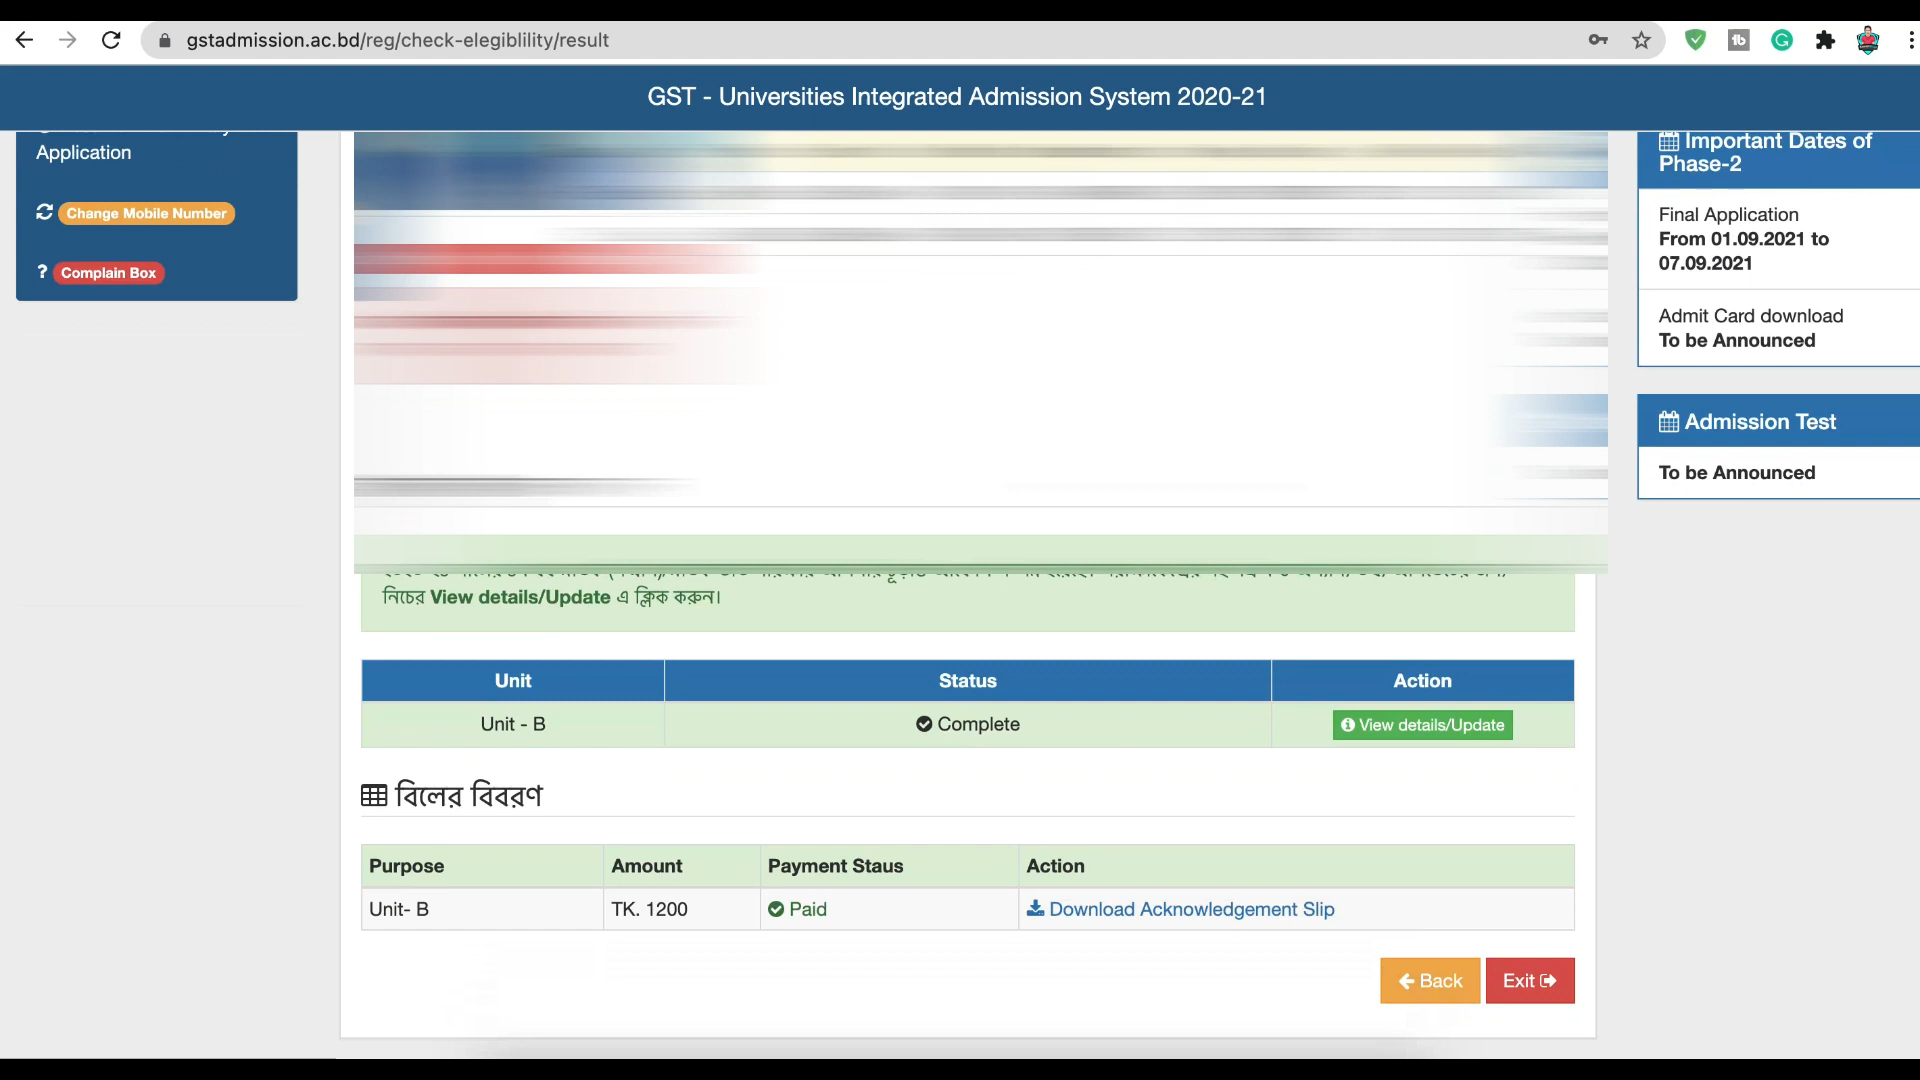 gstadmission.ac.bd/reg/check-elegiblility/result
GST - Universities Integrated Admission System 2020-21
Application
Change Mobile Number
? Complain Box
নিচের View details/Update এ ক্লিক করুন।
Unit Status Action
Unit - B Complete View details/Update
বিলের বিবরণ
Purpose Amount Payment Staus Action
Unit- B TK. 1200 Paid Download Acknowledgement Slip
Back Exit
Important Dates of
Phase-2
Final Application
From 01.09.2021 to
07.09.2021
Admit Card download
To be Announced
Admission Test
To be Announced